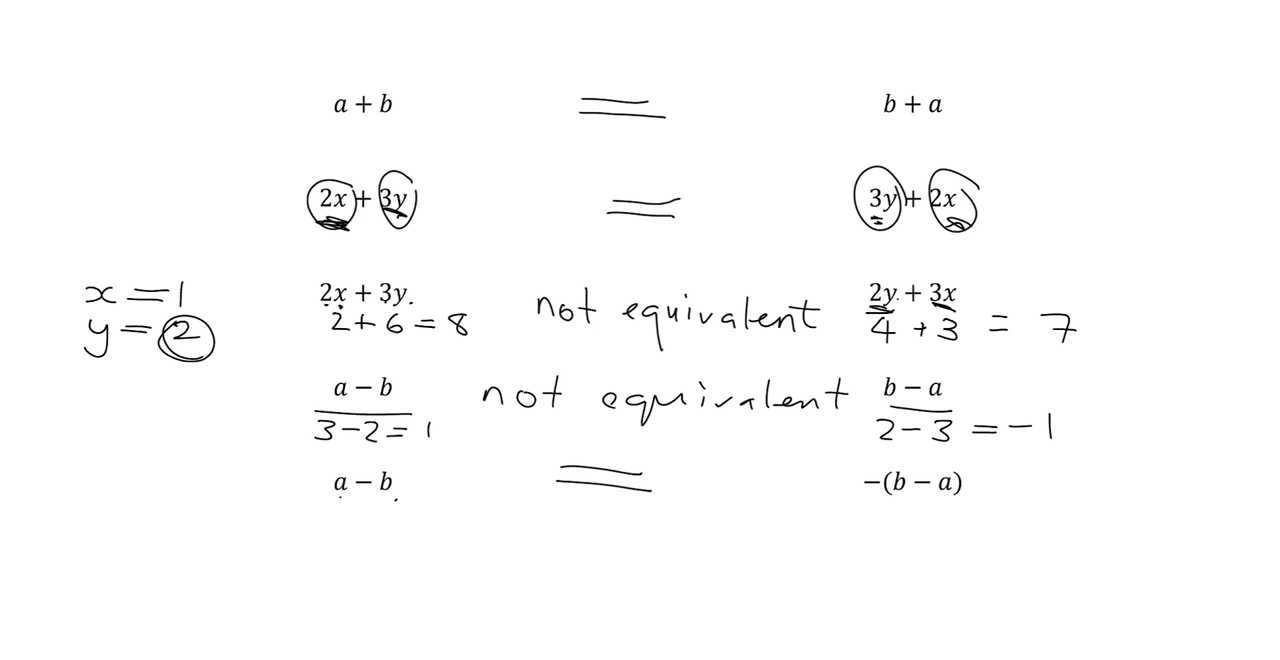 a + b = b + a
2x + 3y = 3y + 2x
x = 1 2x + 3y not equivalent 2y + 3x
y = 2 2 + 6 = 8 4 + 3 = 7
a − b not equivalent b − a
3 − 2 = 1 2 − 3 = − 1
a − b = −(b − a)